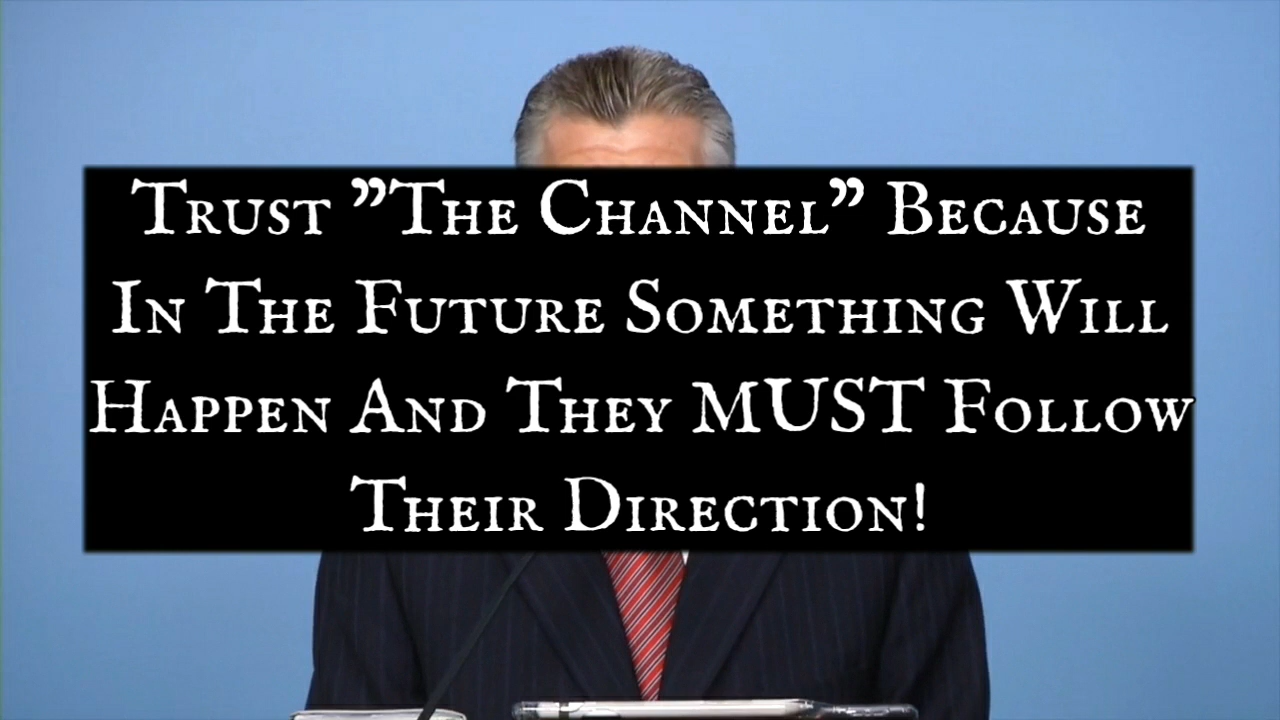 Trust ”The Channel” Because
In The Future Something Will
Happen And They MUST Follow
Their Direction!